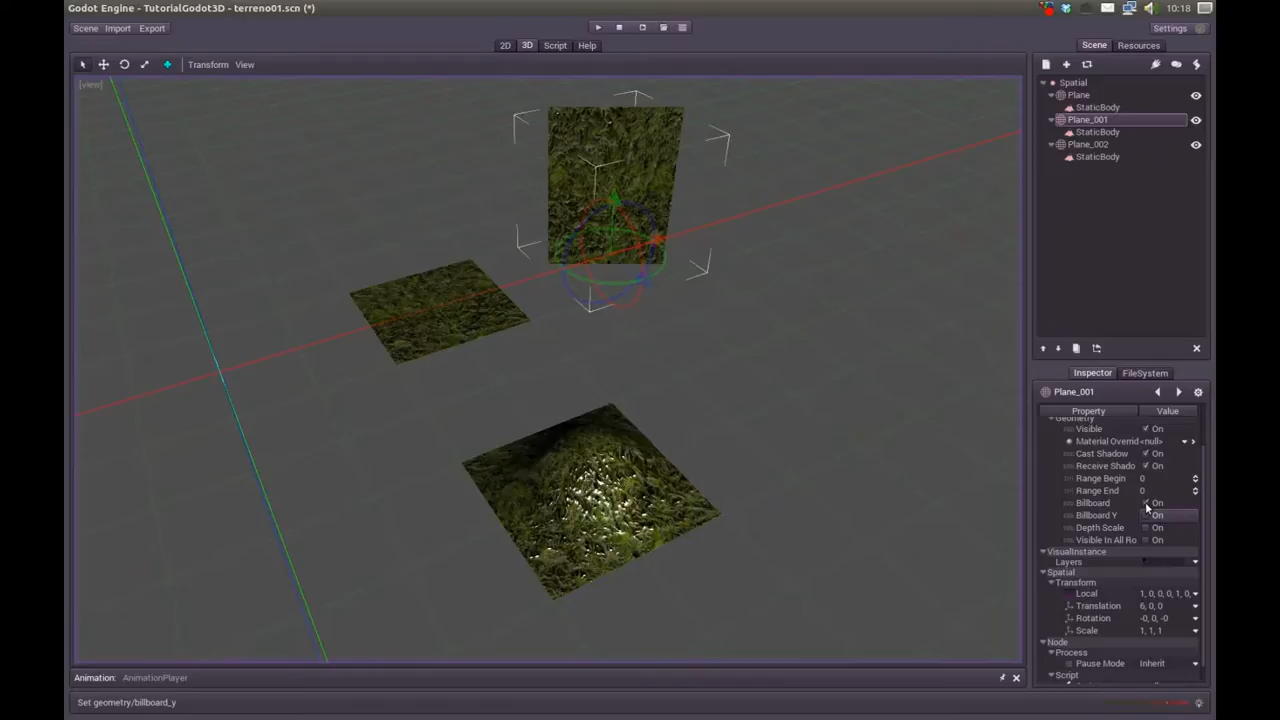 Godot Engine - TutorialGodot3D - terreno01.scn (*)
10:18
Scene Import Export
Settings
2D 3D Script Help
Scene Resources
Transform View
[view]
Spatial
Plane
StaticBody
Plane_001
StaticBody
Plane_002
StaticBody
Inspector FileSystem
Plane_001
Property Value
Geometry
Visible On
Material Overrid <null>
Cast Shadow On
Receive Shado On
Range Begin 0
Range End 0
Billboard On
Billboard Y On
Depth Scale On
Visible In All Ro On
VisualInstance
Layers
Spatial
Transform
Local 1, 0, 0, 0, 1, 0,
Translation 6, 0, 0
Rotation -0, 0, -0
Scale 1, 1, 1
Node
Process
Pause Mode Inherit
Script
Animation: AnimationPlayer
Set geometry/billboard_y